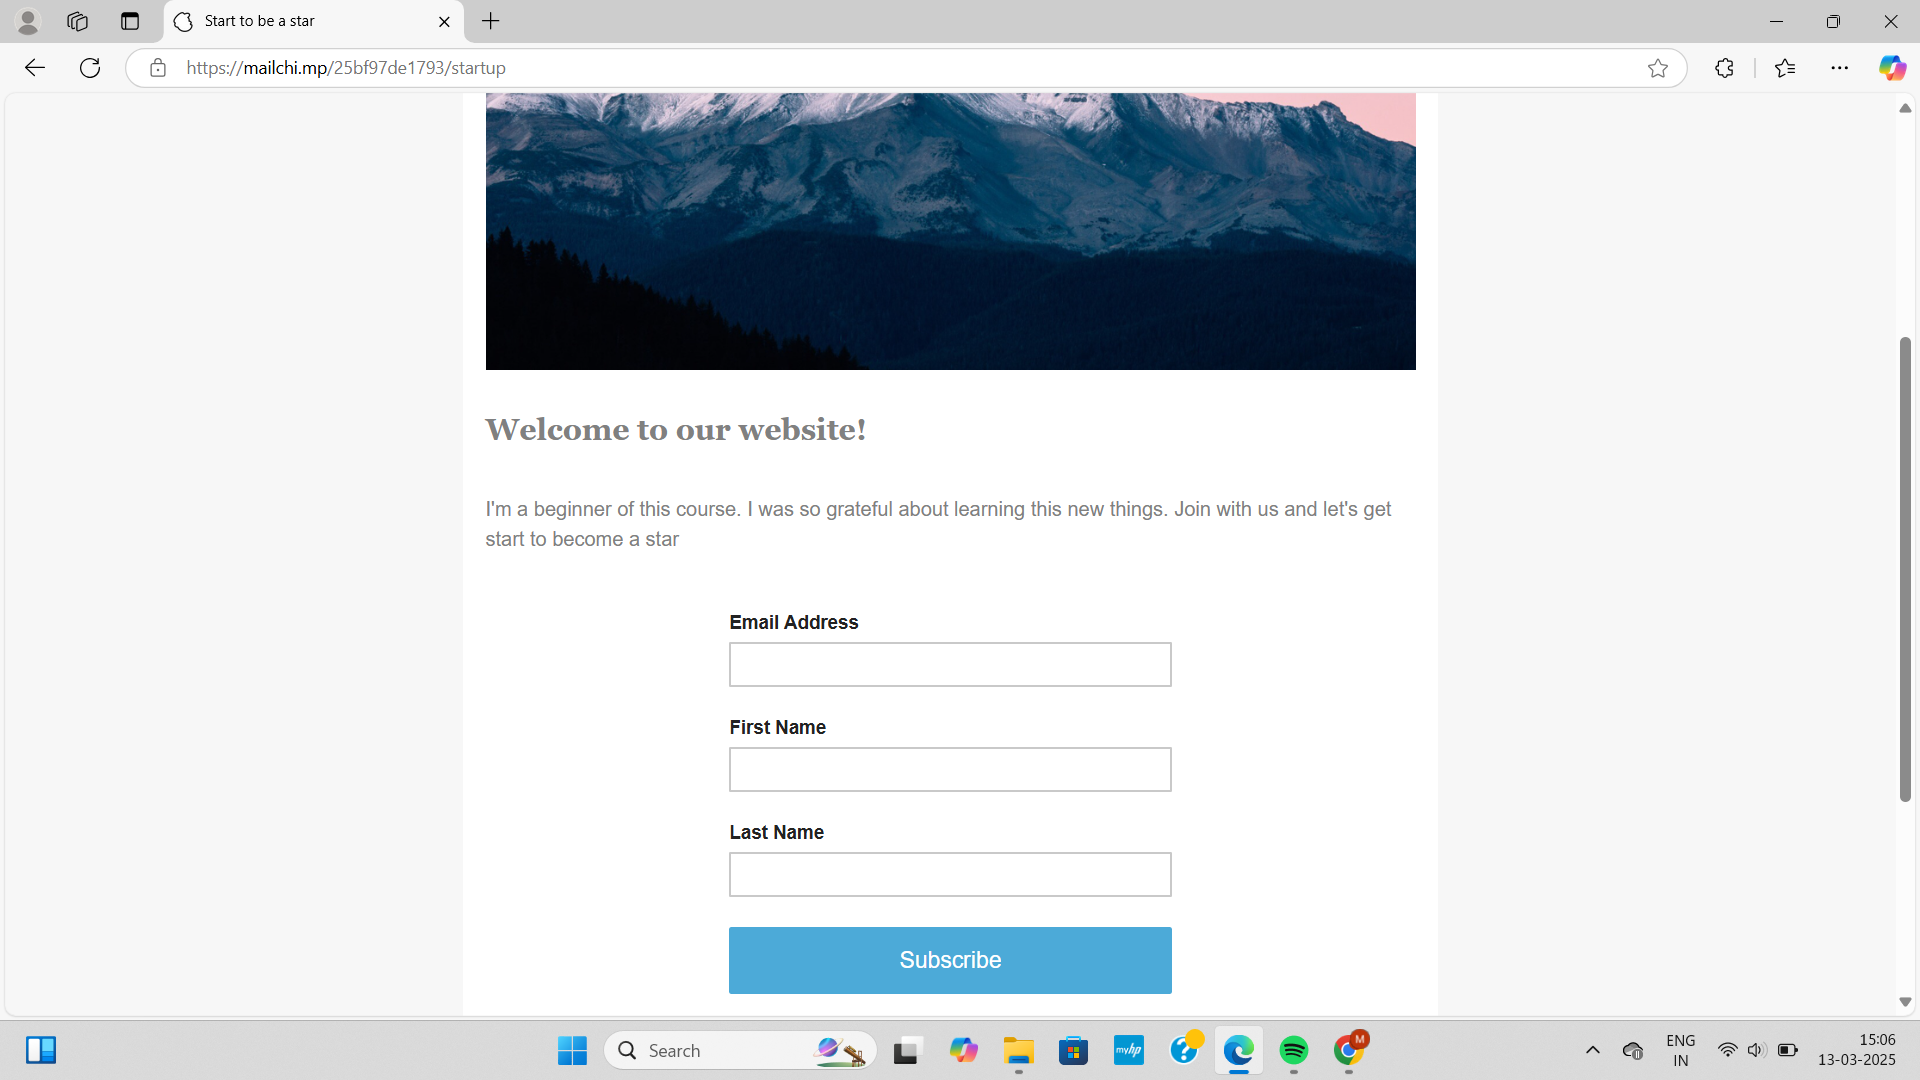 Start to be a star
https://mailchi.mp/25bf97de1793/startup
Welcome to our website!
I'm a beginner of this course. I was so grateful about learning this new things. Join with us and let's get
start to become a star
Email Address
First Name
Last Name
Subscribe
Search
myhp
M
ENG
IN
15:06
13-03-2025